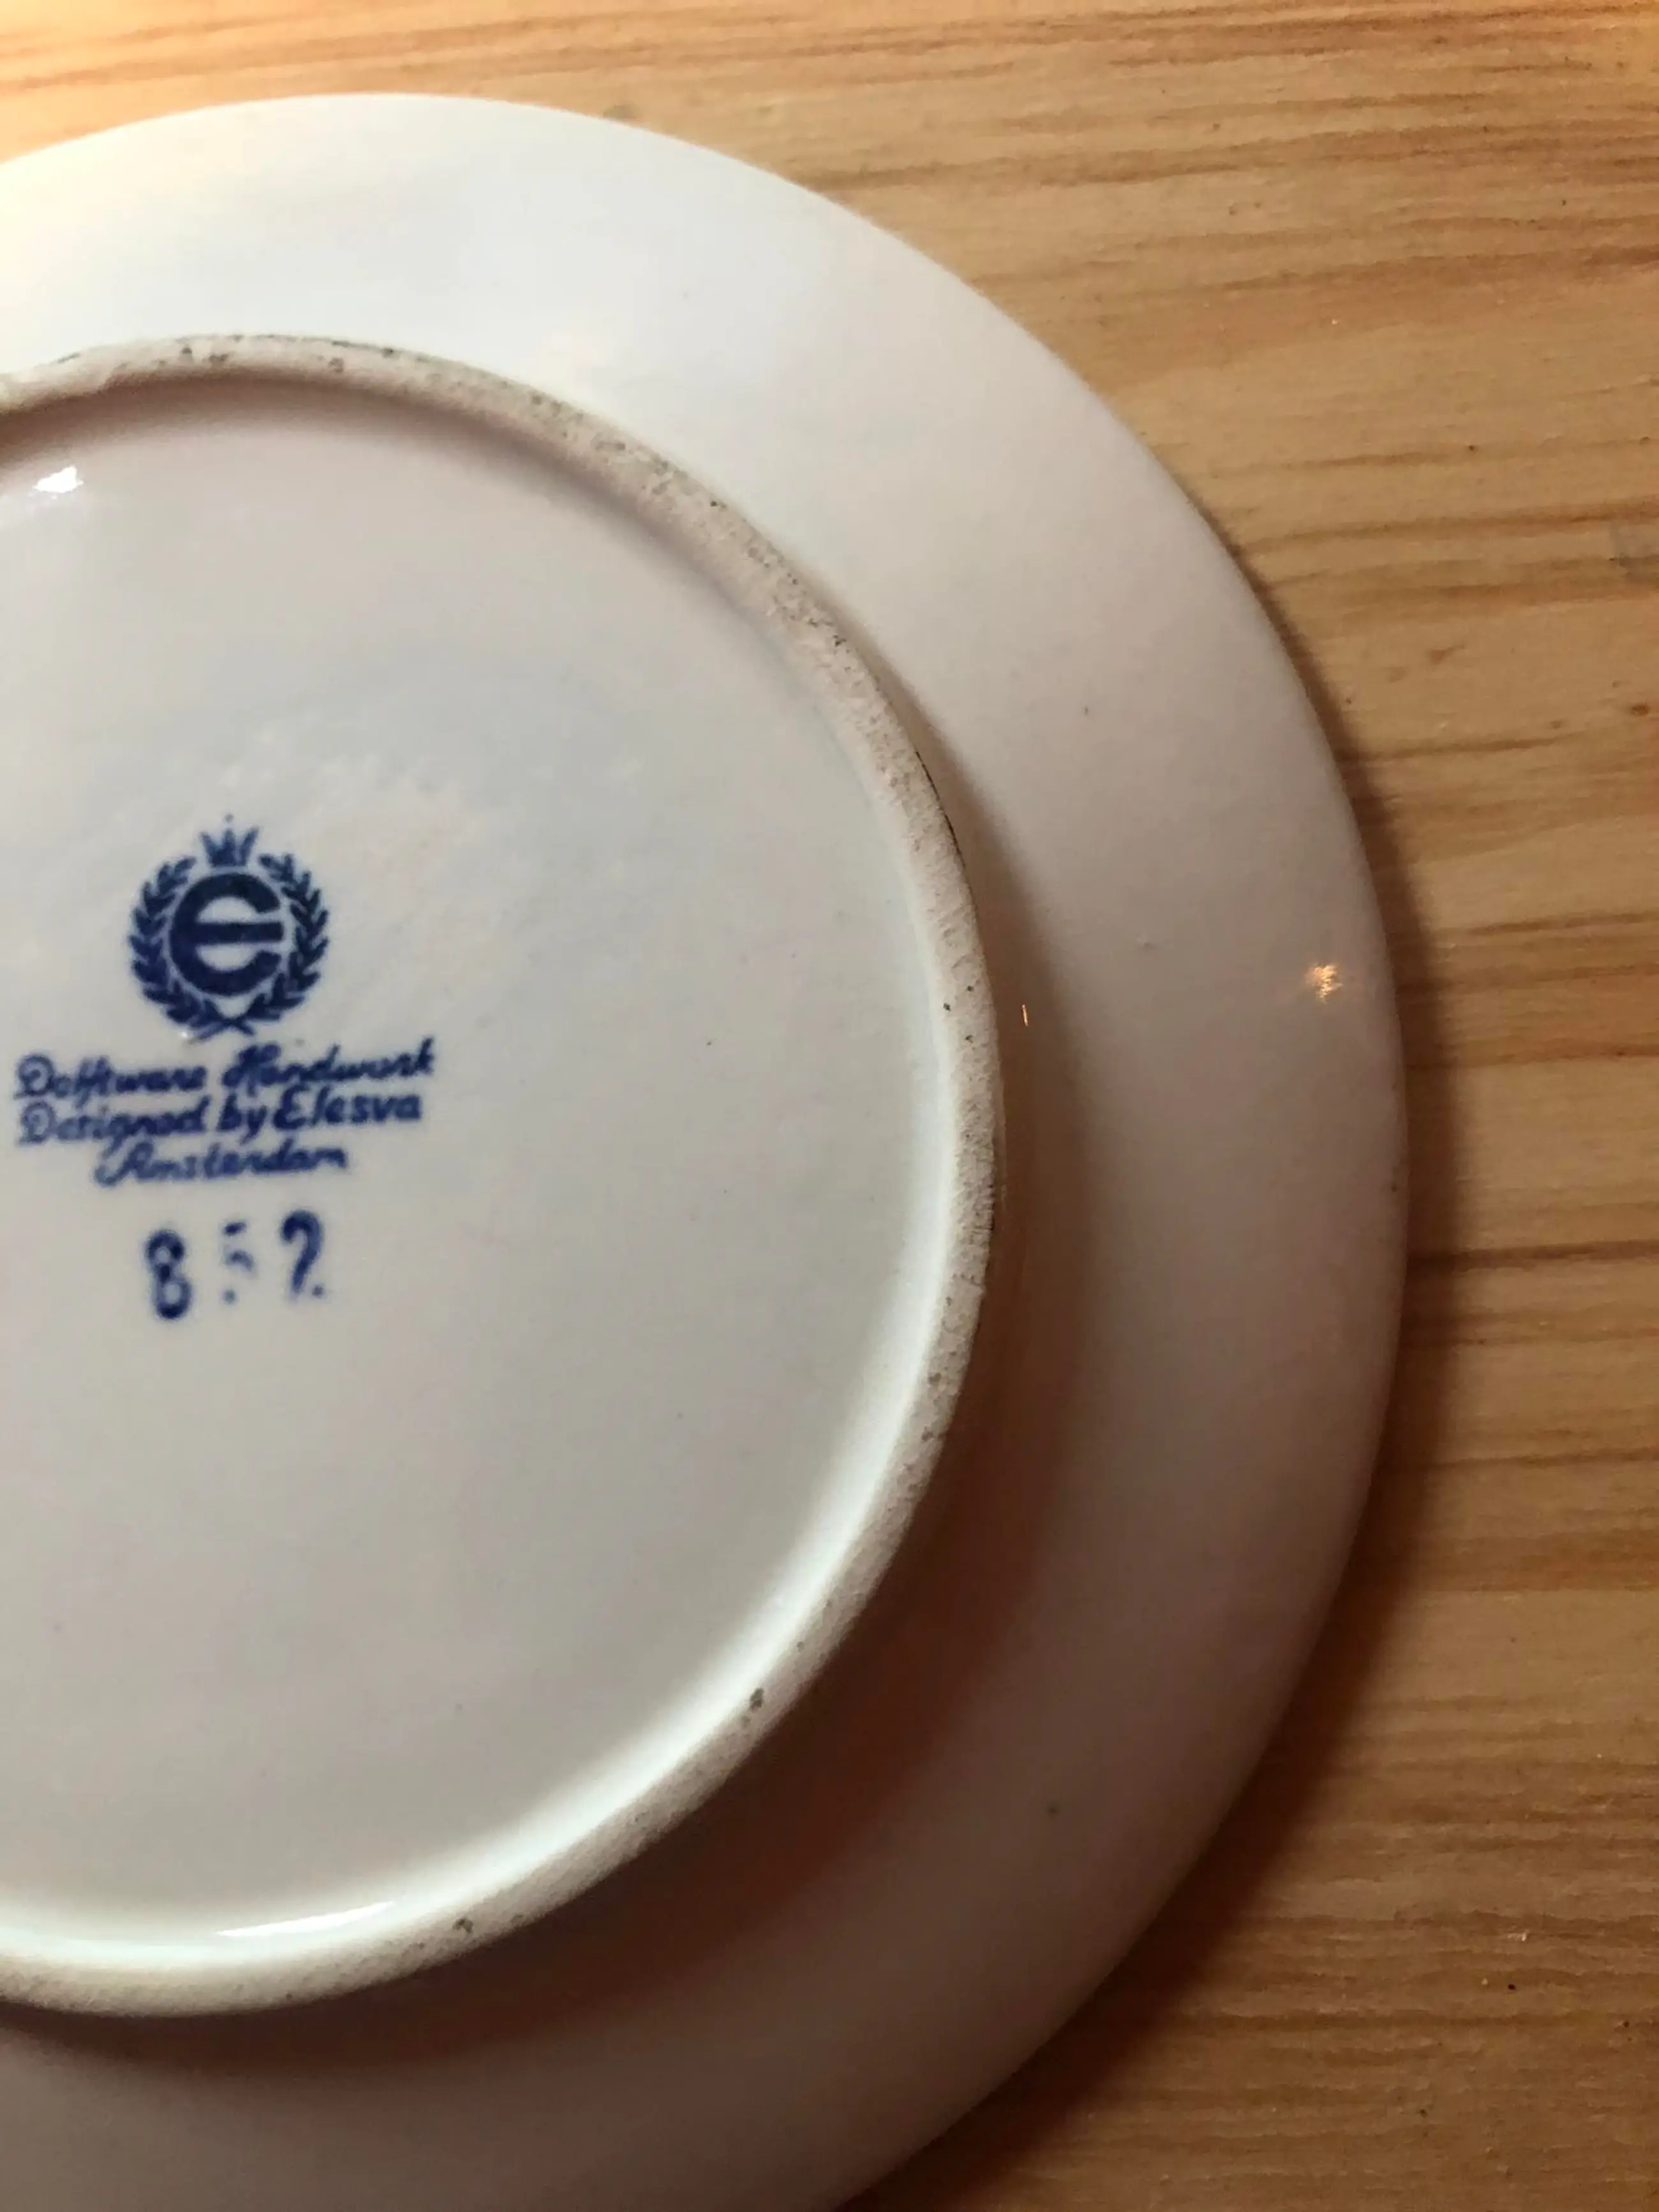 e
Delftware Handwork
Designed by Elesva
Amsterdam
852